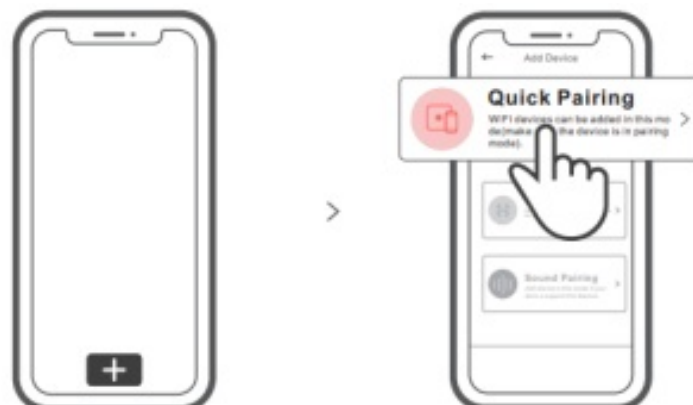 Add Device
Quick Pairing
WiFi devices can be added in this mo
de(make the device is in pairing
mode).
Sound Pairing